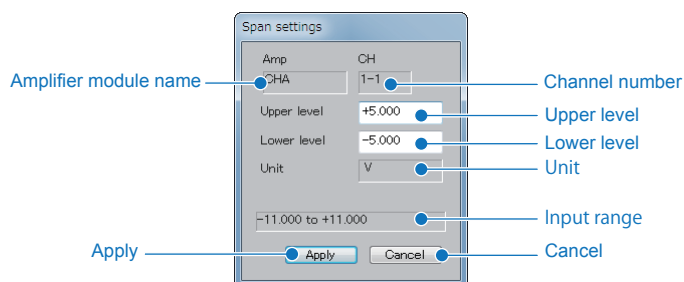 Span settings
Amp CH
Amplifier module name CHA 1-1 Channel number
Upper level +5.000 Upper level
Lower level -5.000 Lower level
Unit V Unit
-11.000 to +11.000 Input range
Apply Apply Cancel Cancel